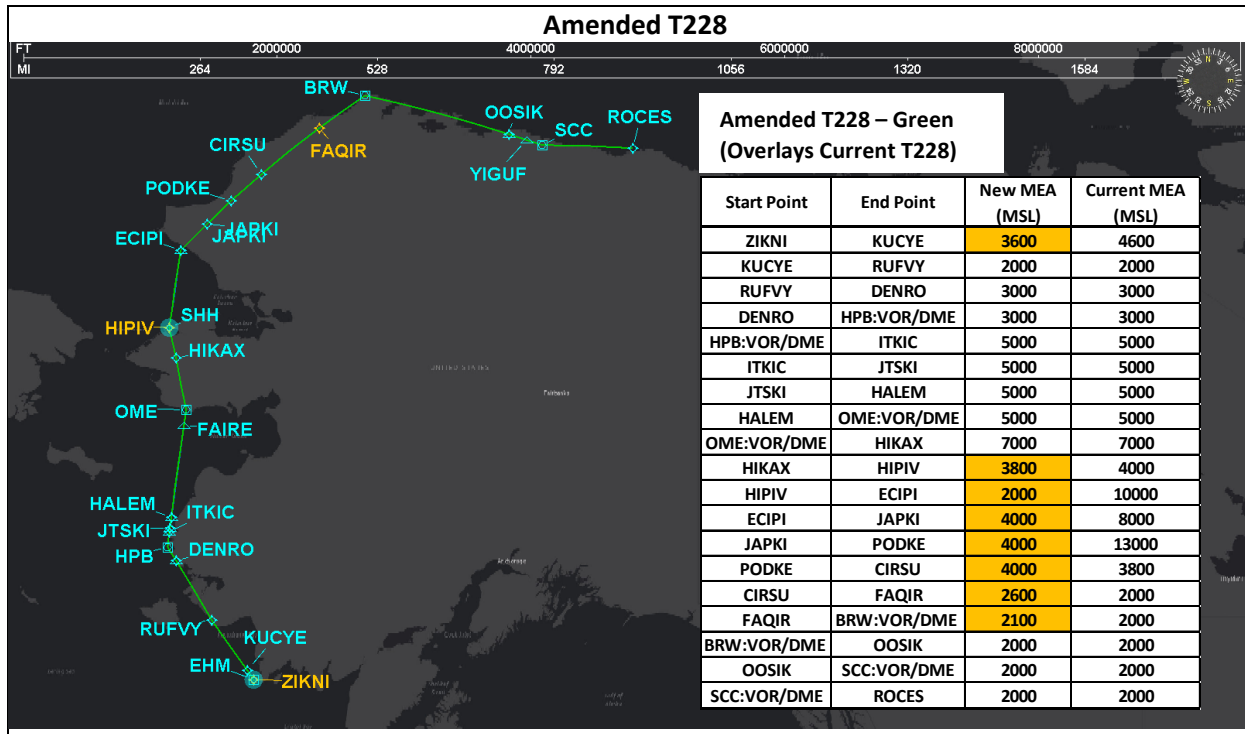 Amended T228
FT 2000000 4000000 6000000 8000000
MI 264 528 792 1056 1320 1584
BRW
OOSIK
SCC
ROCES
YIGUF
FAQIR
CIRSU
PODKE
JAPKI
JAPKI
ECIPI
SHH
HIPIV
HIKAX
OME
FAIRE
HALEM
ITKIC
JTSKI
HPB
DENRO
RUFVY
KUCYE
EHM
ZIKNI
UNITED STATES
Fairbanks
Anchorage
Amended T228 – Green
(Overlays Current T228)
Start Point End Point New MEA (MSL) Current MEA (MSL)
ZIKNI KUCYE 3600 4600
KUCYE RUFVY 2000 2000
RUFVY DENRO 3000 3000
DENRO HPB:VOR/DME 3000 3000
HPB:VOR/DME ITKIC 5000 5000
ITKIC JTSKI 5000 5000
JTSKI HALEM 5000 5000
HALEM OME:VOR/DME 5000 5000
OME:VOR/DME HIKAX 7000 7000
HIKAX HIPIV 3800 4000
HIPIV ECIPI 2000 10000
ECIPI JAPKI 4000 8000
JAPKI PODKE 4000 13000
PODKE CIRSU 4000 3800
CIRSU FAQIR 2600 2000
FAQIR BRW:VOR/DME 2100 2000
BRW:VOR/DME OOSIK 2000 2000
OOSIK SCC:VOR/DME 2000 2000
SCC:VOR/DME ROCES 2000 2000